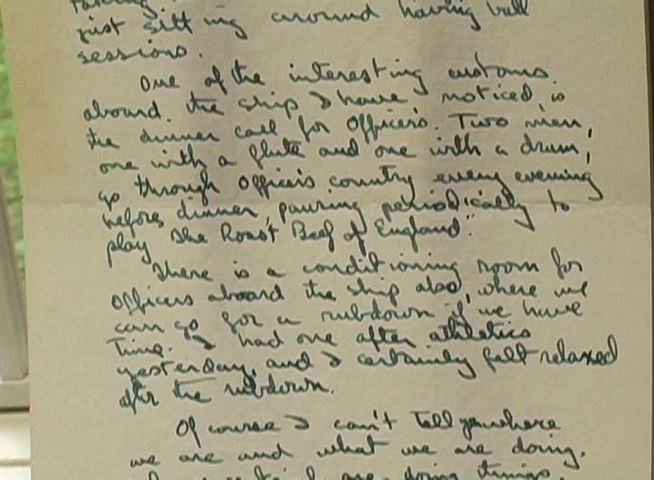 just sitting around having bull
sessions.
One of the interesting customs
aboard the ship I have noticed is
the dinner call for Officers. Two men,
one with a flute and one with a drum,
go through Officers country every evening
before dinner, pausing periodically to
play "The Roast Beef of England".
There is a conditioning room for
Officers aboard the ship also, where we
can go for a rubdown if we have
time. I had one after athletics
yesterday, and I certainly felt relaxed
after the rubdown.
Of course I can't tell you where
we are and what we are doing.
are doing things.